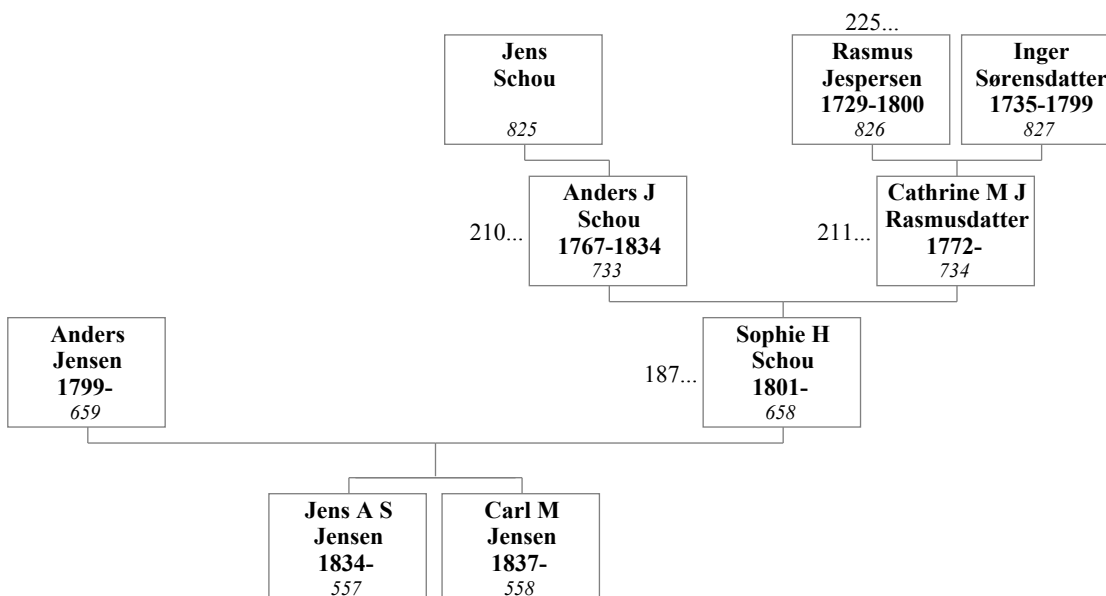 225...
Jens
Schou
825
Rasmus
Jespersen
1729-1800
826
Inger
Sørensdatter
1735-1799
827
210...
Anders J
Schou
1767-1834
733
211...
Cathrine M J
Rasmusdatter
1772-
734
Anders
Jensen
1799-
659
187...
Sophie H
Schou
1801-
658
Jens A S
Jensen
1834-
557
Carl M
Jensen
1837-
558